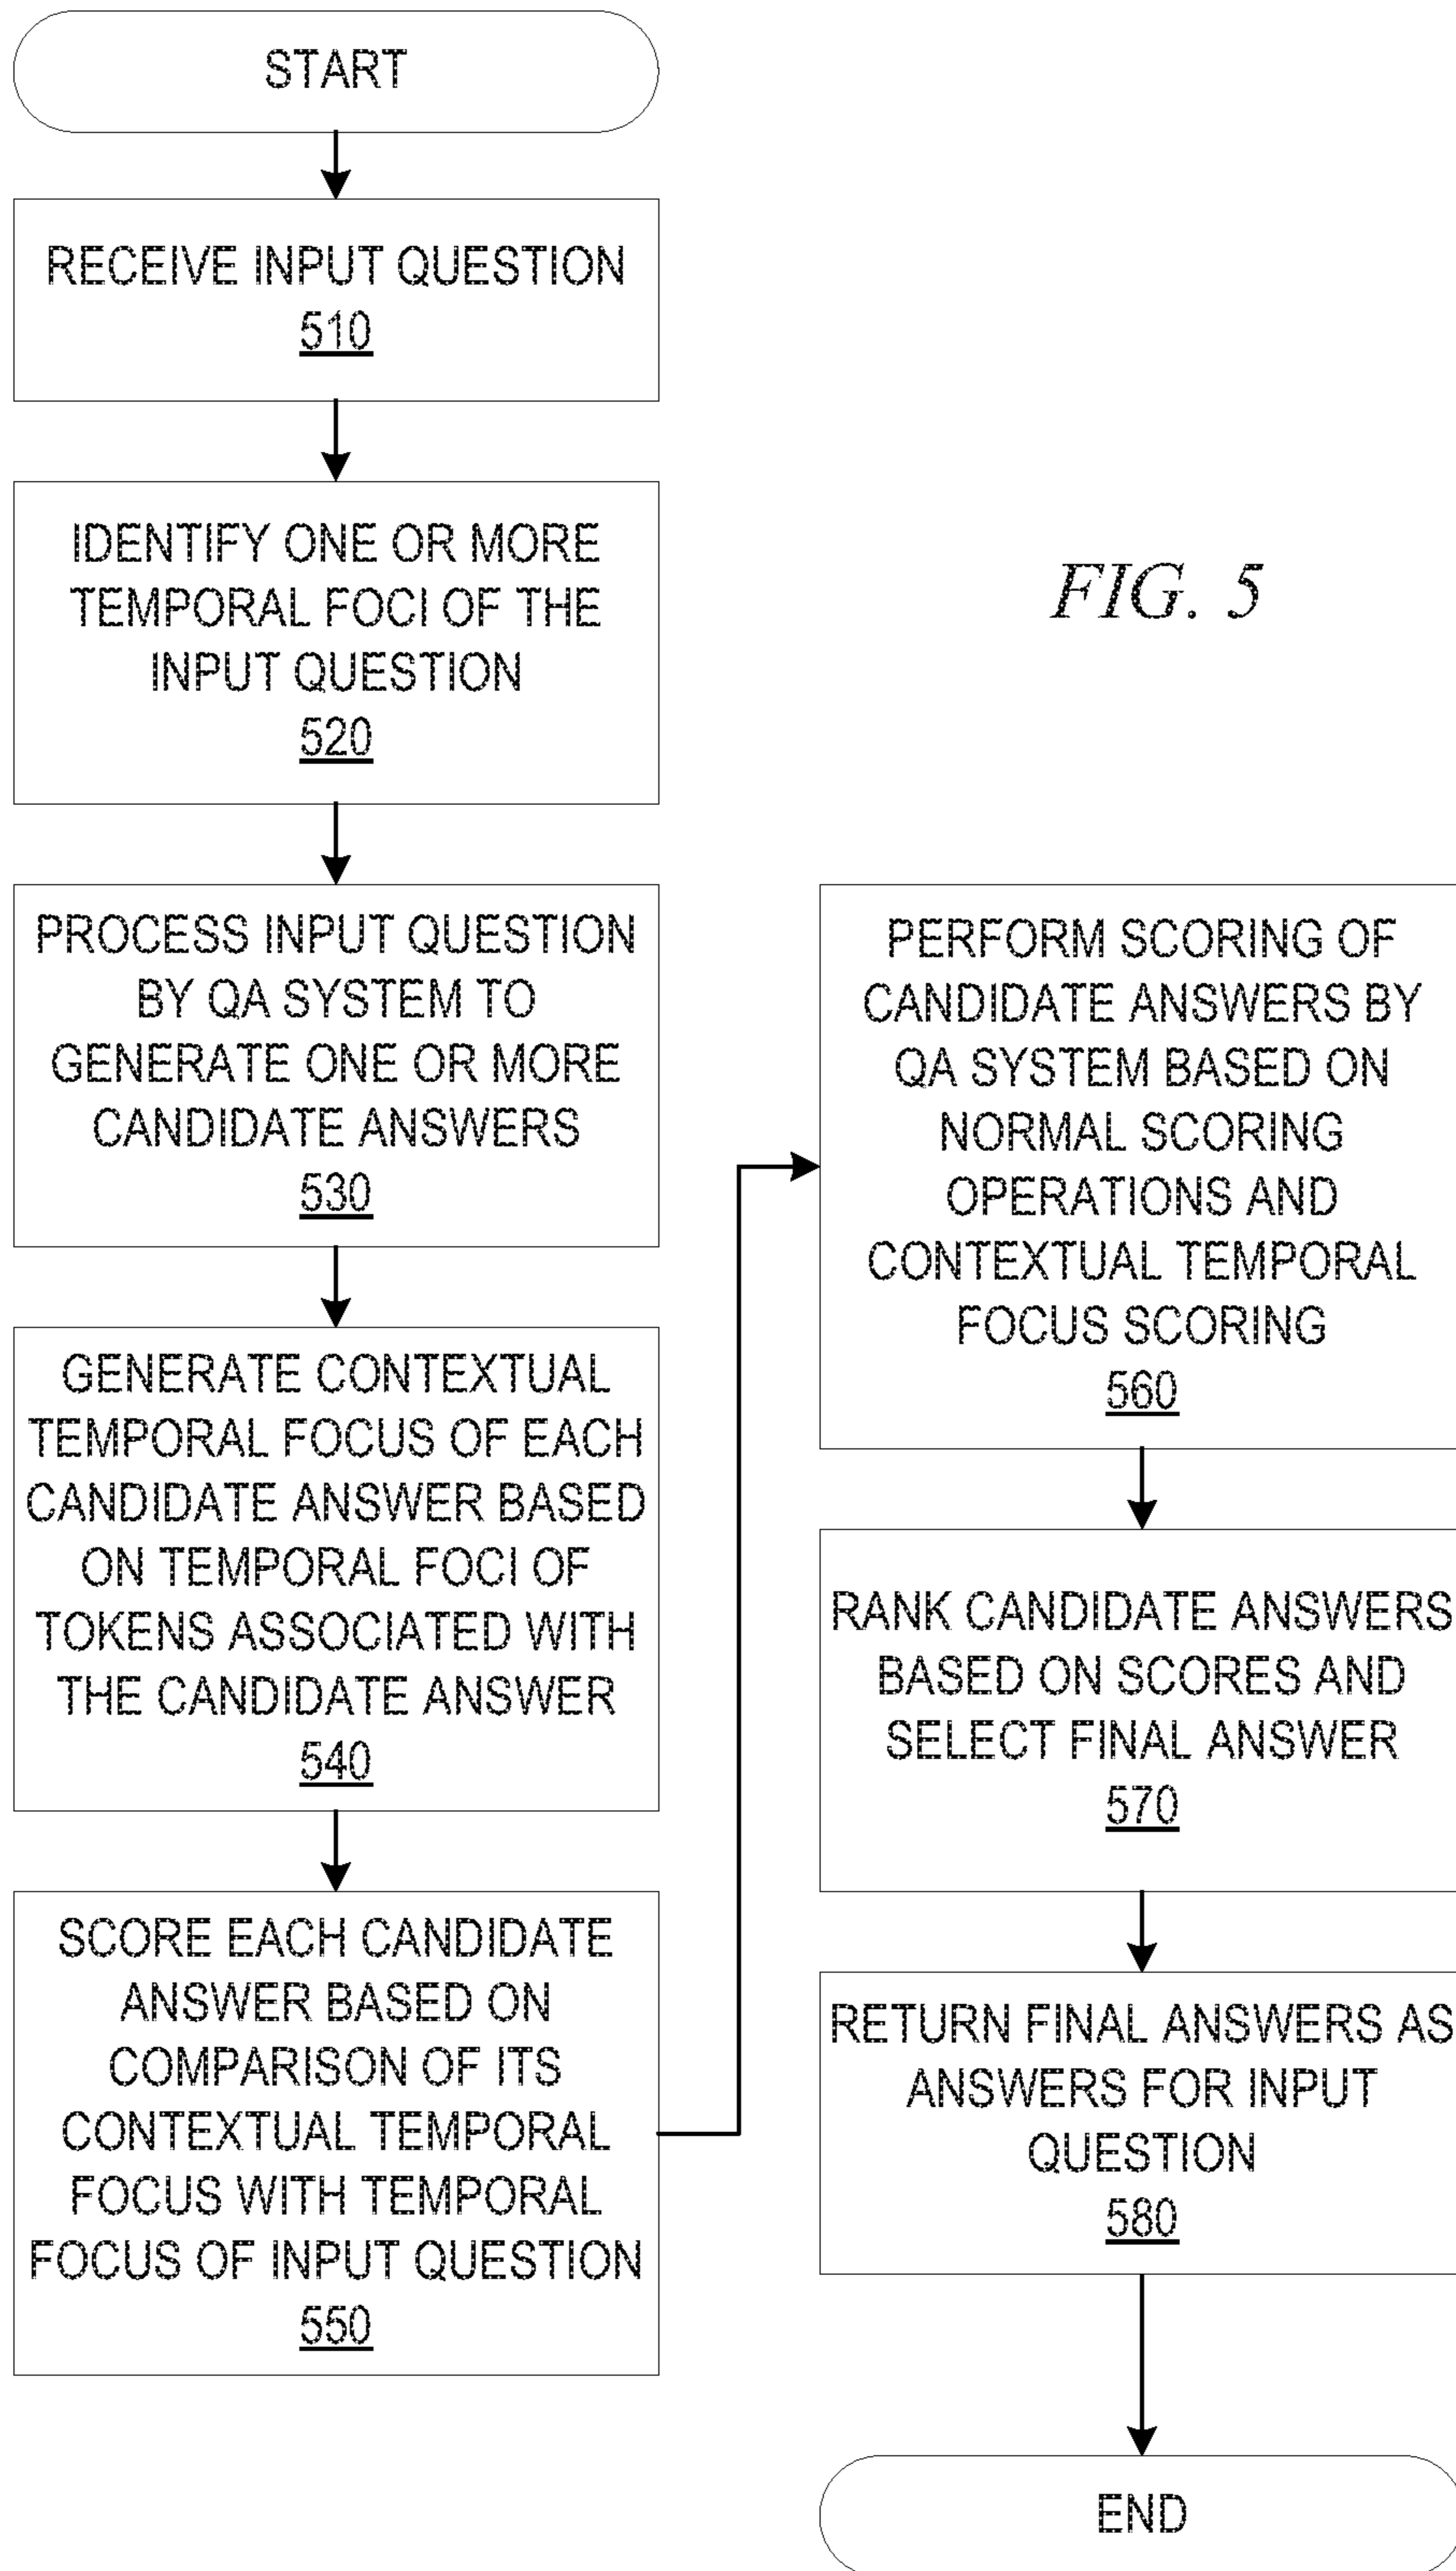 START
RECEIVE INPUT QUESTION
510
IDENTIFY ONE OR MORE
TEMPORAL FOCI OF THE
INPUT QUESTION
520
PROCESS INPUT QUESTION
BY QA SYSTEM TO
GENERATE ONE OR MORE
CANDIDATE ANSWERS
530
GENERATE CONTEXTUAL
TEMPORAL FOCUS OF EACH
CANDIDATE ANSWER BASED
ON TEMPORAL FOCI OF
TOKENS ASSOCIATED WITH
THE CANDIDATE ANSWER
540
SCORE EACH CANDIDATE
ANSWER BASED ON
COMPARISON OF ITS
CONTEXTUAL TEMPORAL
FOCUS WITH TEMPORAL
FOCUS OF INPUT QUESTION
550
FIG. 5
PERFORM SCORING OF
CANDIDATE ANSWERS BY
QA SYSTEM BASED ON
NORMAL SCORING
OPERATIONS AND
CONTEXTUAL TEMPORAL
FOCUS SCORING
560
RANK CANDIDATE ANSWERS
BASED ON SCORES AND
SELECT FINAL ANSWER
570
RETURN FINAL ANSWERS AS
ANSWERS FOR INPUT
QUESTION
580
END